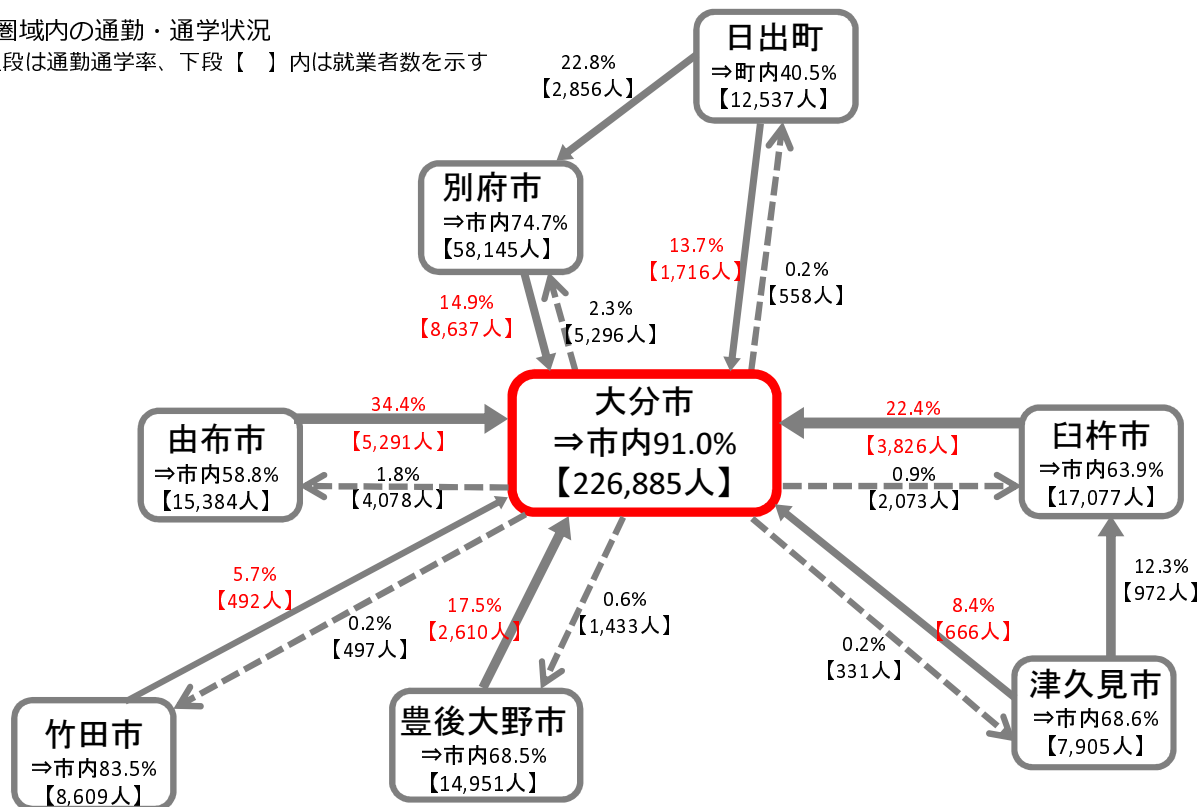 圏域内の通勤・通学状況
段は通勤通学率、下段【　】内は就業者数を示す
日出町
⇒町内40.5%
【12,537人】
22.8%
【2,856人】
別府市
⇒市内74.7%
【58,145人】
13.7%
【1,716人】
0.2%
【558人】
14.9%
【8,637人】
2.3%
【5,296人】
大分市
⇒市内91.0%
【226,885人】
34.4%
【5,291人】
由布市
⇒市内58.8%
【15,384人】
1.8%
【4,078人】
22.4%
【3,826人】
臼杵市
⇒市内63.9%
【17,077人】
0.9%
【2,073人】
5.7%
【492人】
0.2%
【497人】
17.5%
【2,610人】
0.6%
【1,433人】
12.3%
【972人】
8.4%
【666人】
0.2%
【331人】
竹田市
⇒市内83.5%
【8,609人】
豊後大野市
⇒市内68.5%
【14,951人】
津久見市
⇒市内68.6%
【7,905人】